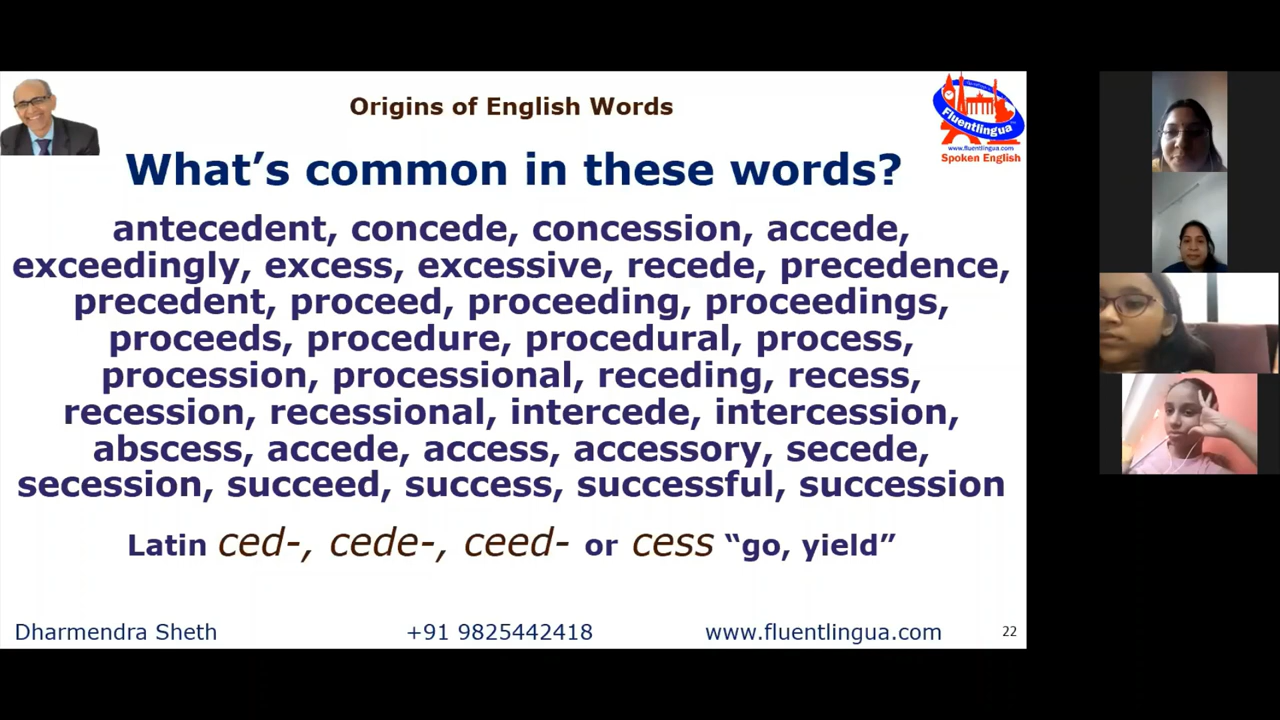 Origins of English Words
Fluentlingua
www.fluentlingua.com
Spoken English
What's common in these words?
antecedent, concede, concession, accede,
exceedingly, excess, excessive, recede, precedence,
precedent, proceed, proceeding, proceedings,
proceeds, procedure, procedural, process,
procession, processional, receding, recess,
recession, recessional, intercede, intercession,
abscess, accede, access, accessory, secede,
secession, succeed, success, successful, succession
Latin ced-, cede-, ceed- or cess “go, yield”
Dharmendra Sheth +91 9825442418 www.fluentlingua.com 22